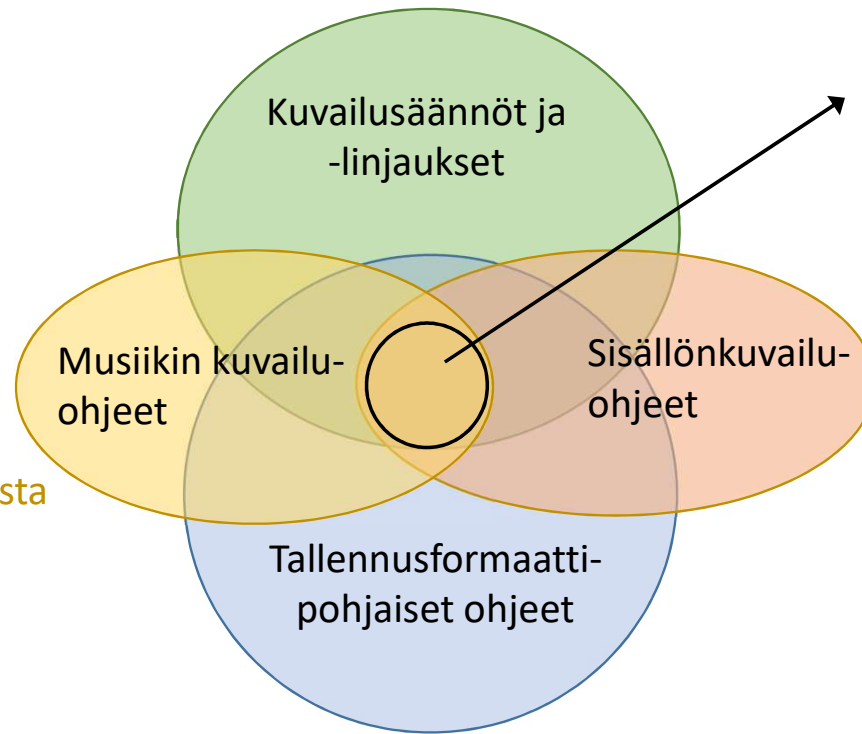 Kuvailusäännöt ja
-linjaukset
Musiikin kuvailu-
ohjeet
Sisällönkuvailu-
ohjeet
sta
Tallennusformaatti-
pohjaiset ohjeet